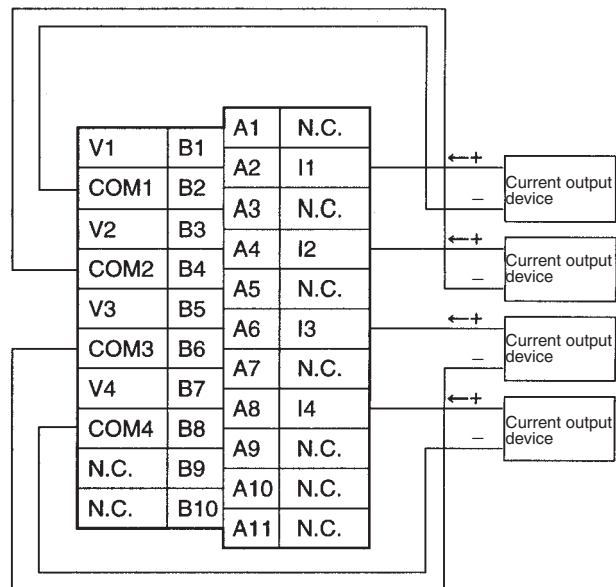 V1 B1
COM1 B2
V2 B3
COM2 B4
V3 B5
COM3 B6
V4 B7
COM4 B8
N.C. B9
N.C. B10
A1 N.C.
A2 I1
A3 N.C.
A4 I2
A5 N.C.
A6 I3
A7 N.C.
A8 I4
A9 N.C.
A10 N.C.
A11 N.C.
←+
–
Current output
device
←+
–
Current output
device
←+
–
Current output
device
←+
–
Current output
device